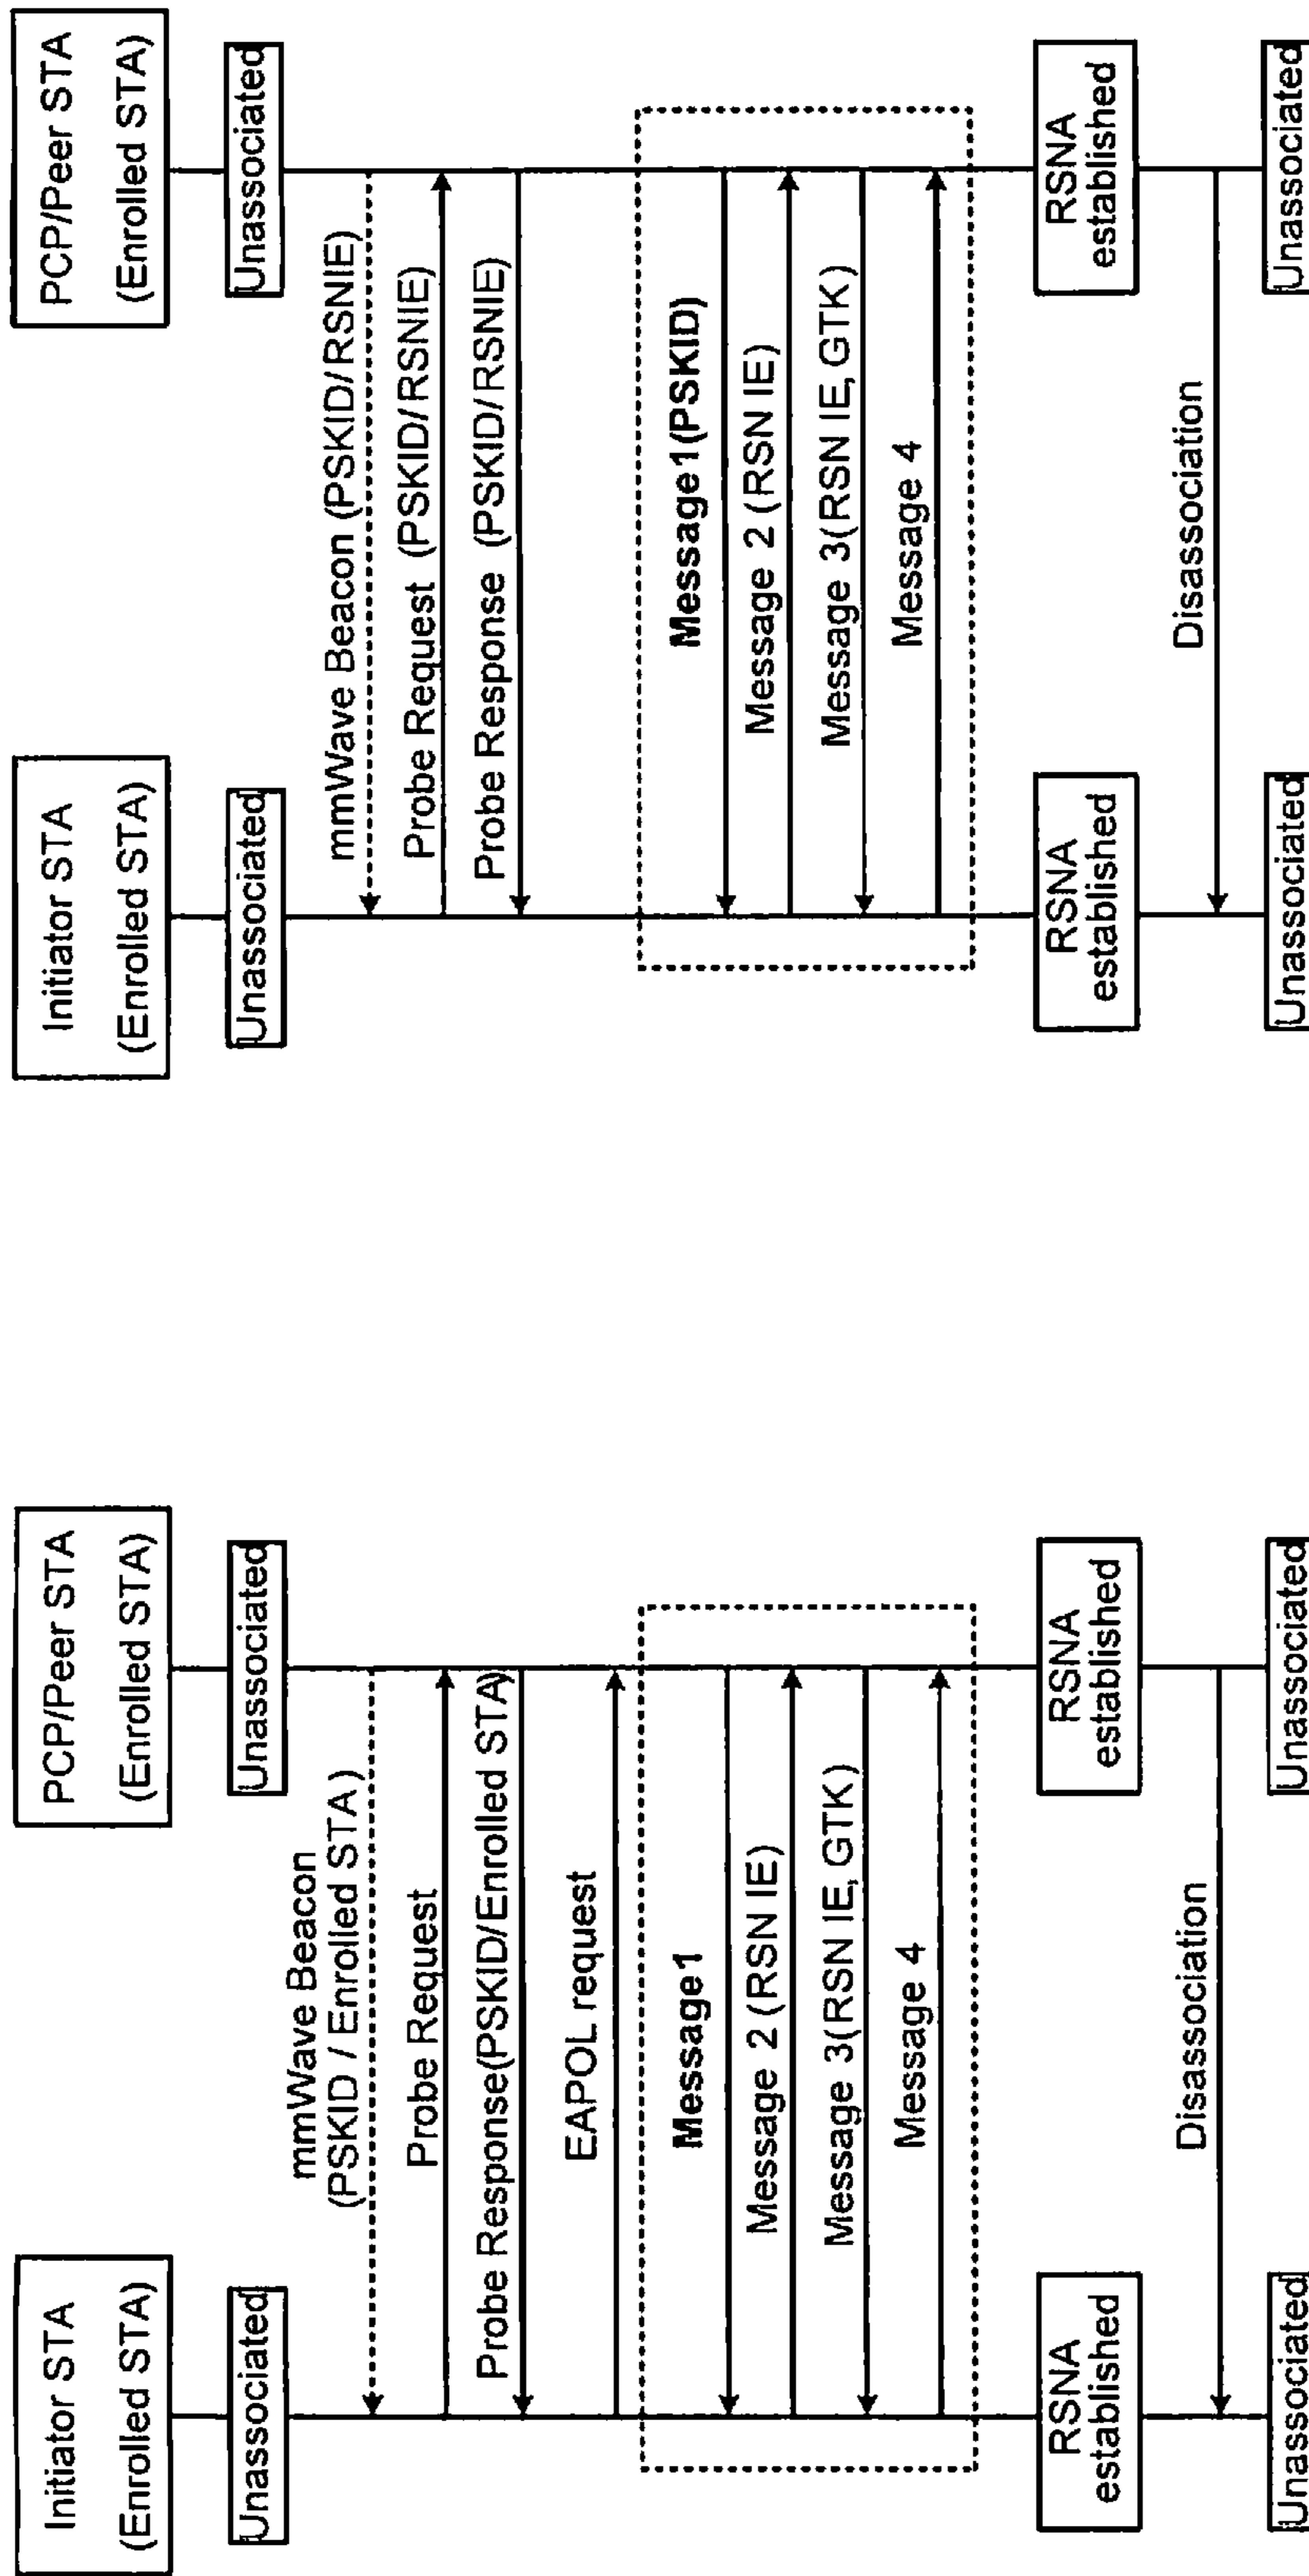 Initiator STA
(Enrolled STA)
PCP/Peer STA
(Enrolled STA)
Unassociated
Unassociated
mmWave Beacon
(PSKID / Enrolled STA)
Probe Request
Probe Response(PSKID/Enrolled STA)
EAPOL request
Message1
Message 2 (RSN IE)
Message 3(RSN IE, GTK)
Message 4
RSNA
established
RSNA
established
Disassociation
Unassociated
Unassociated
Initiator STA
(Enrolled STA)
PCP/Peer STA
(Enrolled STA)
Unassociated
Unassociated
mmWave Beacon (PSKID/RSNIE)
Probe Request (PSKID/RSNIE)
Probe Response (PSKID/RSNIE)
Message1(PSKID)
Message 2 (RSN IE)
Message 3(RSN IE, GTK)
Message 4
RSNA
established
RSNA
established
Disassociation
Unassociated
Unassociated